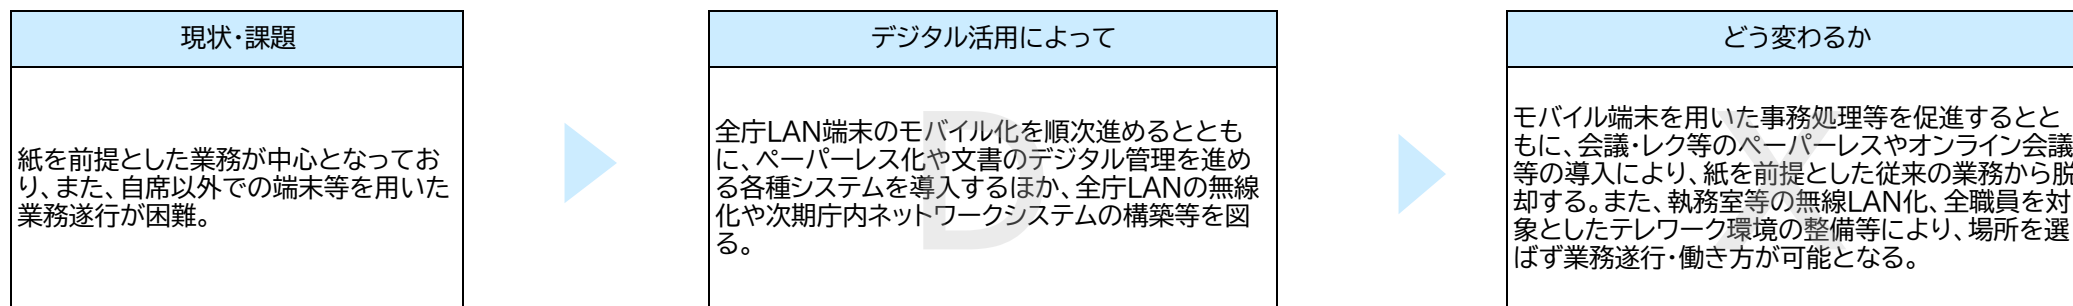 現状・課題
紙を前提とした業務が中心となってお
り、また、自席以外での端末等を用いた
業務遂行が困難。
デジタル活用によって
全庁LAN端末のモバイル化を順次進めるととも
に、ペーパーレス化や文書のデジタル管理を進め
る各種システムを導入するほか、全庁LANの無線
化や次期庁内ネットワークシステムの構築等を図
る。
D
どう変わるか
モバイル端末を用いた事務処理等を促進するとと
もに、会議・レク等のペーパーレスやオンライン会議
等の導入により、紙を前提とした従来の業務から脱
却する。また、執務室等の無線LAN化、全職員を対
象としたテレワーク環境の整備等により、場所を選
ばず業務遂行・働き方が可能となる。
X